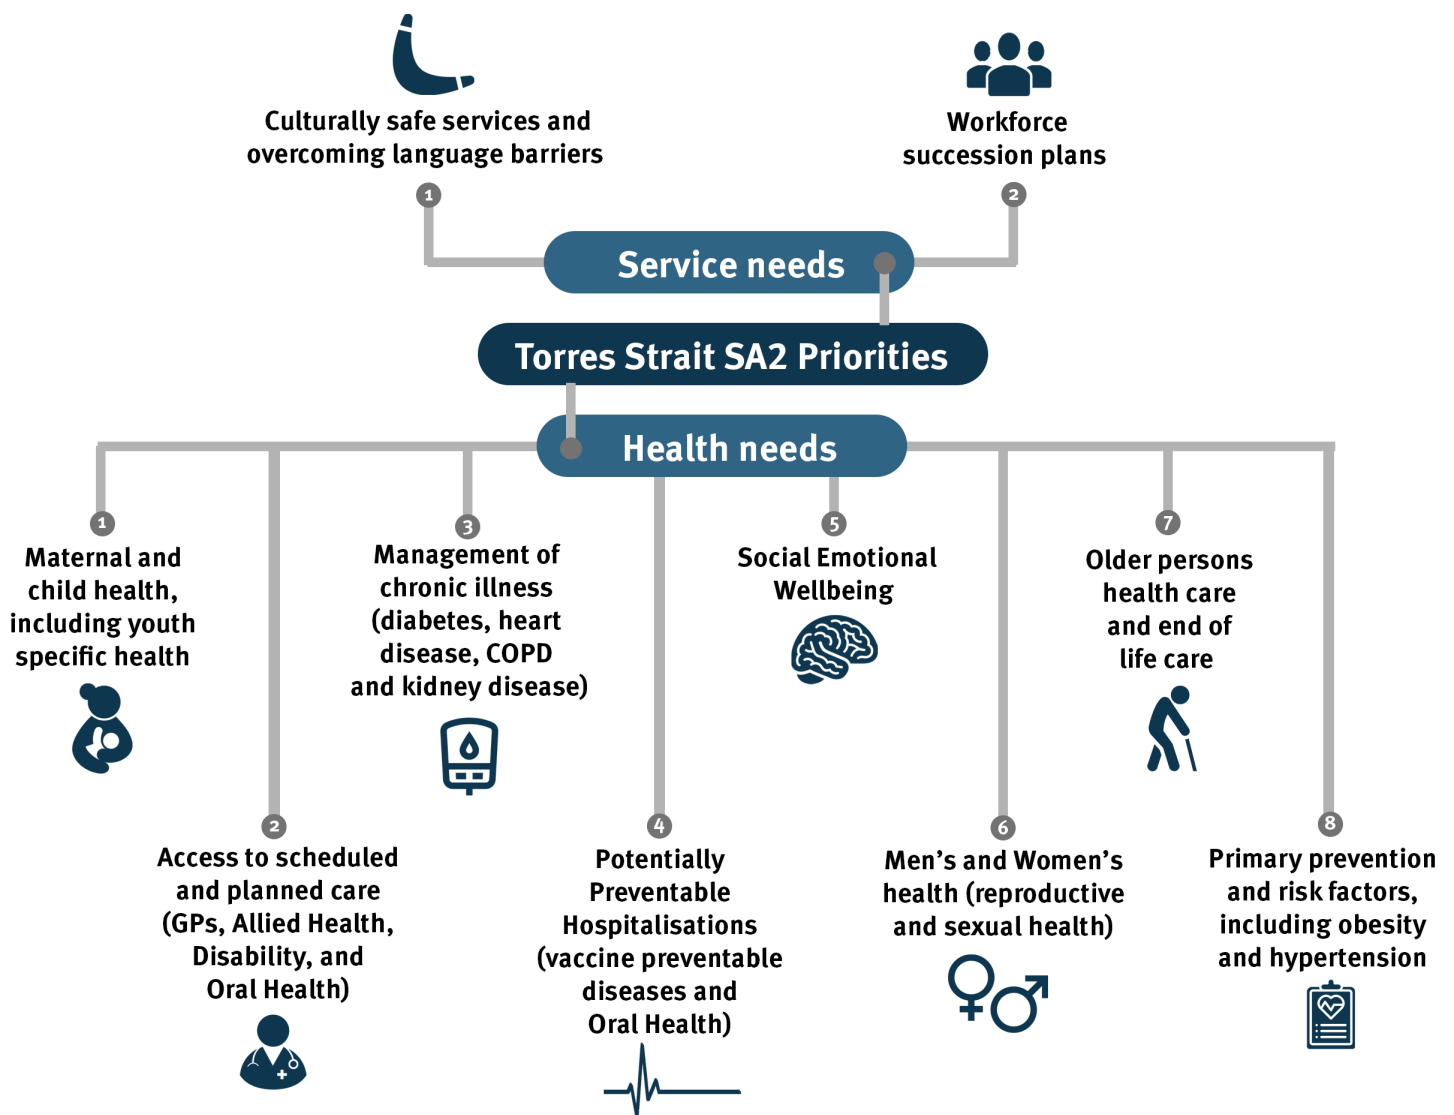 Culturally safe services and
overcoming language barriers
1
Workforce
succession plans
2
Service needs
Torres Strait SA2 Priorities
Health needs
1
Maternal and
child health,
including youth
specific health
2
Access to scheduled
and planned care
(GPs, Allied Health,
Disability, and
Oral Health)
3
Management of
chronic illness
(diabetes, heart
disease, COPD
and kidney disease)
4
Potentially
Preventable
Hospitalisations
(vaccine preventable
diseases and
Oral Health)
5
Social Emotional
Wellbeing
6
Men’s and Women’s
health (reproductive
and sexual health)
7
Older persons
health care
and end of
life care
8
Primary prevention
and risk factors,
including obesity
and hypertension